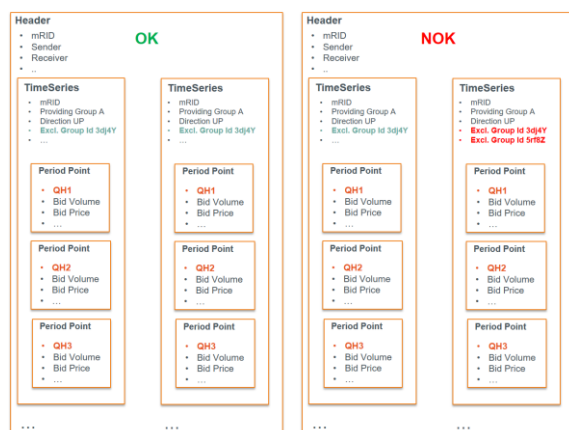 Header
• mRID
• Sender
• Receiver
• ..
OK
TimeSeries
• mRID
• Providing Group A
• Direction UP
• Excl. Group Id 3dj4Y
• …
Period Point
• QH1
• Bid Volume
• Bid Price
• …
Period Point
• QH2
• Bid Volume
• Bid Price
• …
Period Point
• QH3
• Bid Volume
• Bid Price
• …
…
TimeSeries
• mRID
• Providing Group A
• Direction UP
• Excl. Group Id 3dj4Y
• …
Period Point
• QH1
• Bid Volume
• Bid Price
• …
Period Point
• QH2
• Bid Volume
• Bid Price
• …
Period Point
• QH3
• Bid Volume
• Bid Price
• …
…
Header
• mRID
• Sender
• Receiver
• ..
NOK
TimeSeries
• mRID
• Providing Group A
• Direction UP
• Excl. Group Id 3dj4Y
• …
Period Point
• QH1
• Bid Volume
• Bid Price
• …
Period Point
• QH2
• Bid Volume
• Bid Price
• …
Period Point
• QH3
• Bid Volume
• Bid Price
• …
…
TimeSeries
• mRID
• Providing Group A
• Direction UP
• Excl. Group Id 3dj4Y
• Excl. Group Id 5rf8Z
• …
Period Point
• QH1
• Bid Volume
• Bid Price
• …
Period Point
• QH2
• Bid Volume
• Bid Price
• …
Period Point
• QH3
• Bid Volume
• Bid Price
• …
…